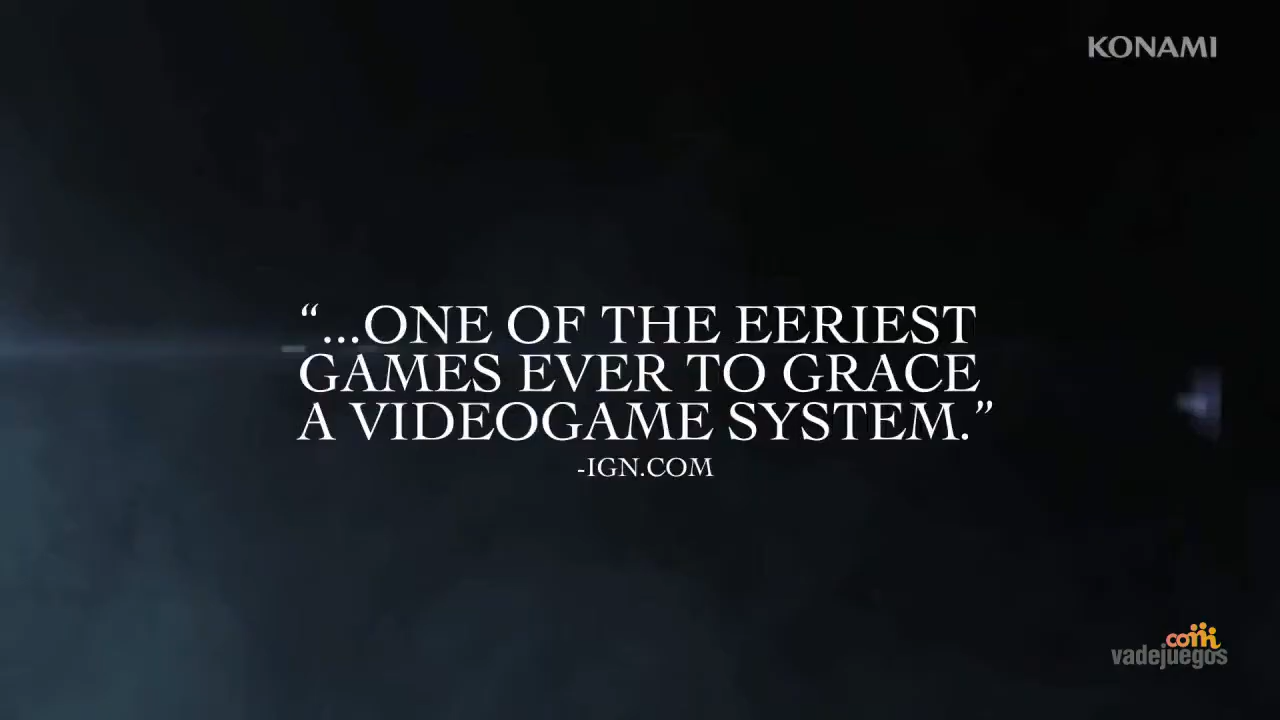 KONAMI
“...ONE OF THE EERIEST
GAMES EVER TO GRACE
A VIDEOGAME SYSTEM.”
-IGN.COM
com
vadejuegos